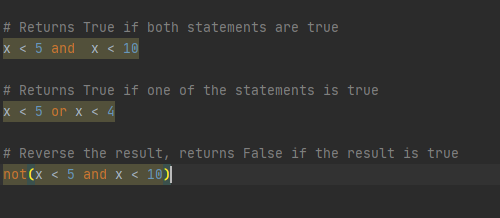 # Returns True if both statements are true
x < 5 and  x < 10
# Returns True if one of the statements is true
x < 5 or x < 4
# Reverse the result, returns False if the result is true
not(x < 5 and x < 10)